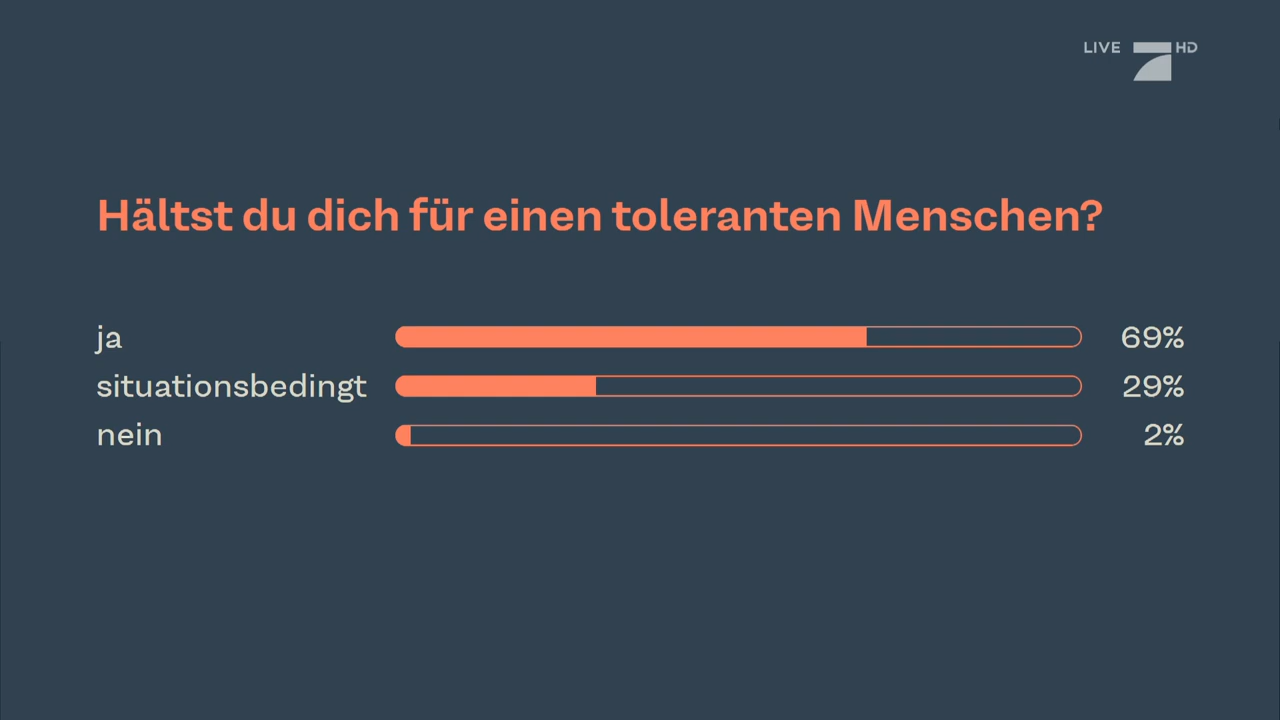 LIVE HD
Hältst du dich für einen toleranten Menschen?
ja 69%
situationsbedingt 29%
nein 2%